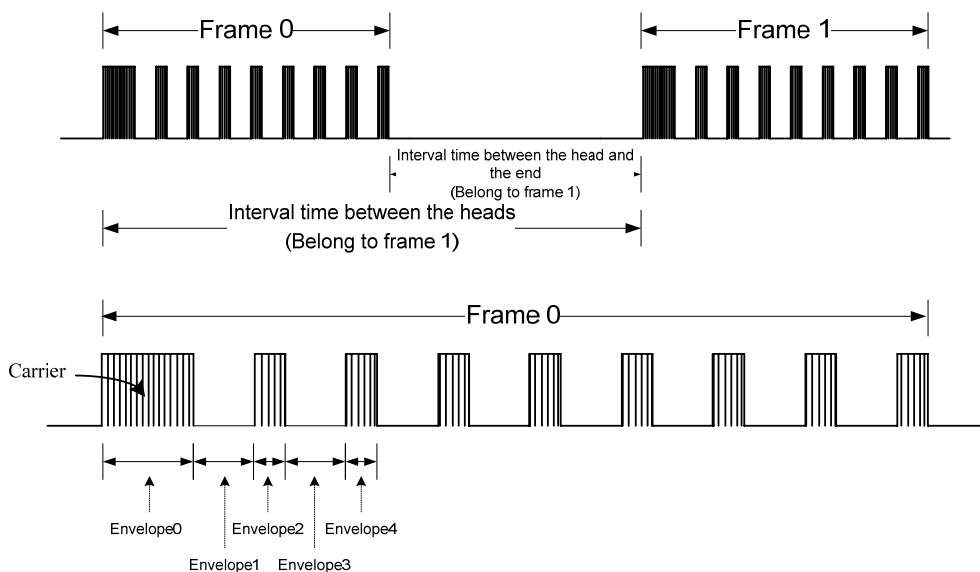 Frame 0
Frame 1
Interval time between the head and
the end
(Belong to frame 1)
Interval time between the heads
(Belong to frame 1)
Frame 0
Carrier
Envelope0
Envelope2
Envelope4
Envelope1
Envelope3